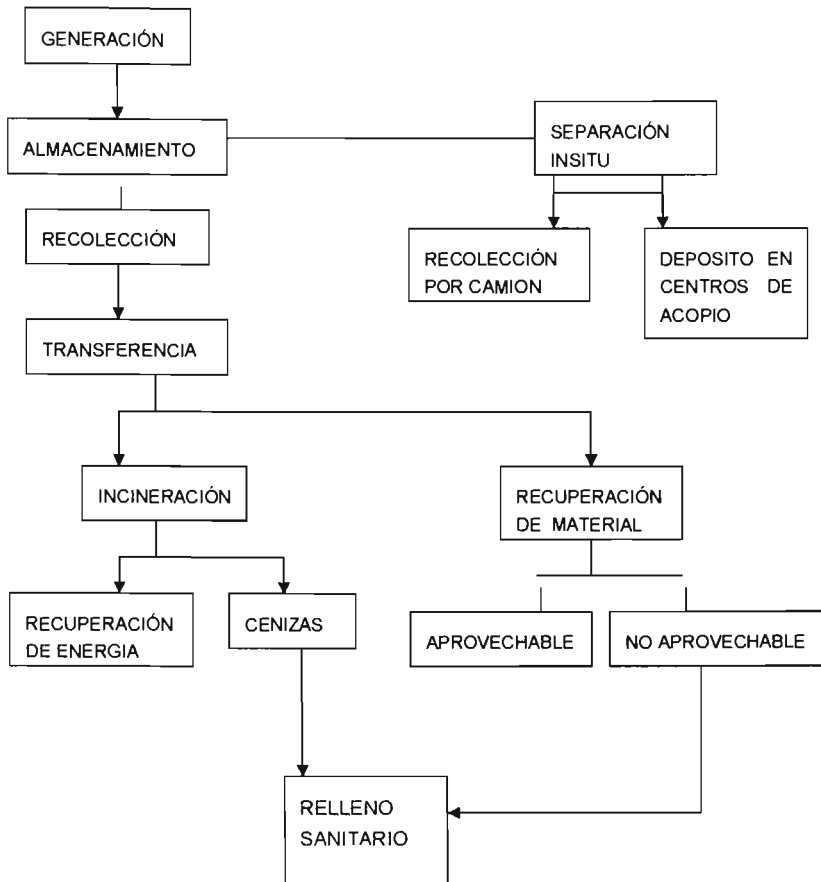 GENERACIÓN
ALMACENAMIENTO
SEPARACIÓN
INSITU
RECOLECCIÓN
RECOLECCIÓN
POR CAMION
DEPOSITO EN
CENTROS DE
ACOPIO
TRANSFERENCIA
INCINERACIÓN
RECUPERACIÓN
DE MATERIAL
RECUPERACIÓN
DE ENERGIA
CENIZAS
APROVECHABLE
NO APROVECHABLE
RELLENO
SANITARIO